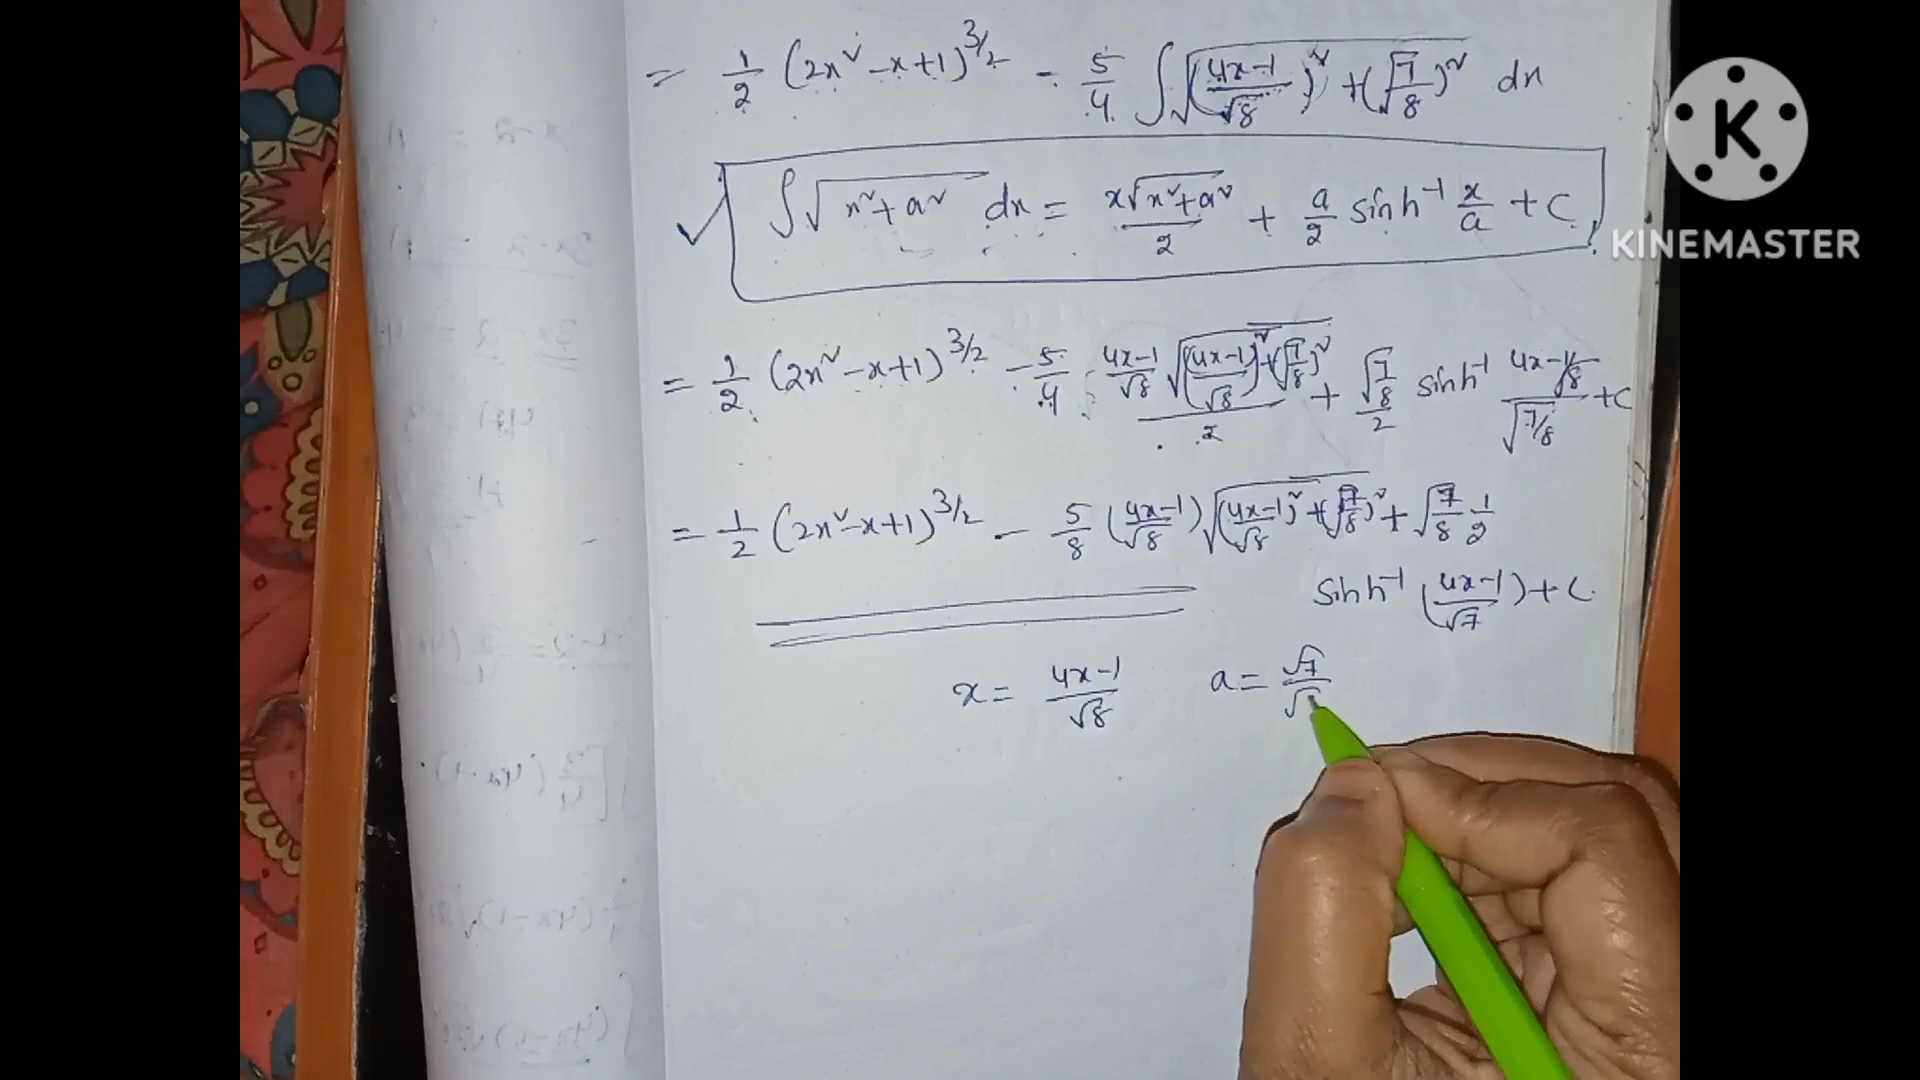 = 1/2 (2x² - x + 1)^3/2 - 5/4 ∫ √((4x-1/√8)² + (√7/8)²) dx
∫ √(x² + a²) dx = x√(x² + a²)/2 + a/2 sinh⁻¹ x/a + C
KINEMASTER
= 1/2 (2x² - x + 1)^3/2 - 5/4 · 4x-1/√8 √((4x-1/√8)² + (√7/8)²)/2 + √7/8/2 sinh⁻¹ 4x-1/√8/√7/8 + C
= 1/2 (2x² - x + 1)^3/2 - 5/8 (4x-1/√8) √((4x-1/√8)² + (√7/8)²) + √7/8 1/2
sinh⁻¹ (4x-1/√7) + C
x = 4x-1/√8 a = √7/√